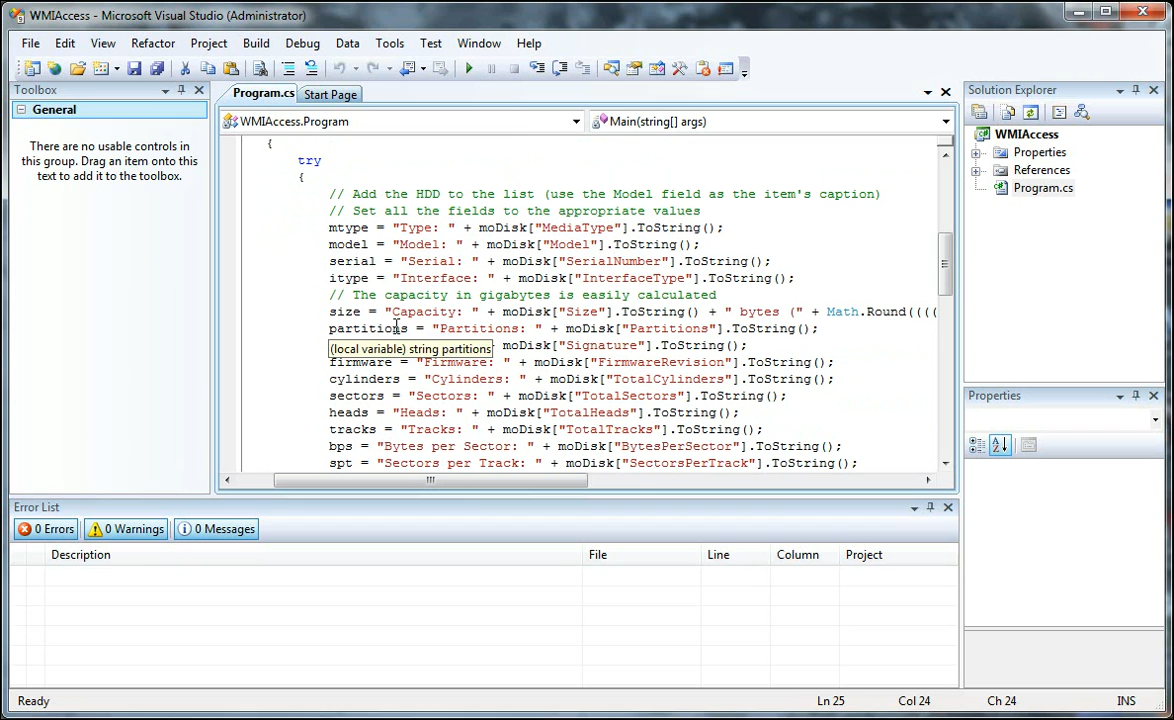 WMIAccess - Microsoft Visual Studio (Administrator)
File Edit View Refactor Project Build Debug Data Tools Test Window Help
Toolbox
General
There are no usable controls in
this group. Drag an item onto this
text to add it to the toolbox.
Program.cs Start Page
WMIAccess.Program Main(string[] args)
{
try
{
// Add the HDD to the list (use the Model field as the item's caption)
// Set all the fields to the appropriate values
mtype = "Type: " + moDisk["MediaType"].ToString();
model = "Model: " + moDisk["Model"].ToString();
serial = "Serial: " + moDisk["SerialNumber"].ToString();
itype = "Interface: " + moDisk["InterfaceType"].ToString();
// The capacity in gigabytes is easily calculated
size = "Capacity: " + moDisk["Size"].ToString() + " bytes (" + Math.Round((((
partitions = "Partitions: " + moDisk["Partitions"].ToString();
(local variable) string partitions moDisk["Signature"].ToString();
firmware = "Firmware: " + moDisk["FirmwareRevision"].ToString();
cylinders = "Cylinders: " + moDisk["TotalCylinders"].ToString();
sectors = "Sectors: " + moDisk["TotalSectors"].ToString();
heads = "Heads: " + moDisk["TotalHeads"].ToString();
tracks = "Tracks: " + moDisk["TotalTracks"].ToString();
bps = "Bytes per Sector: " + moDisk["BytesPerSector"].ToString();
spt = "Sectors per Track: " + moDisk["SectorsPerTrack"].ToString();
Solution Explorer
WMIAccess
Properties
References
Program.cs
Properties
Error List
0 Errors 0 Warnings 0 Messages
Description File Line Column Project
Ready Ln 25 Col 24 Ch 24 INS